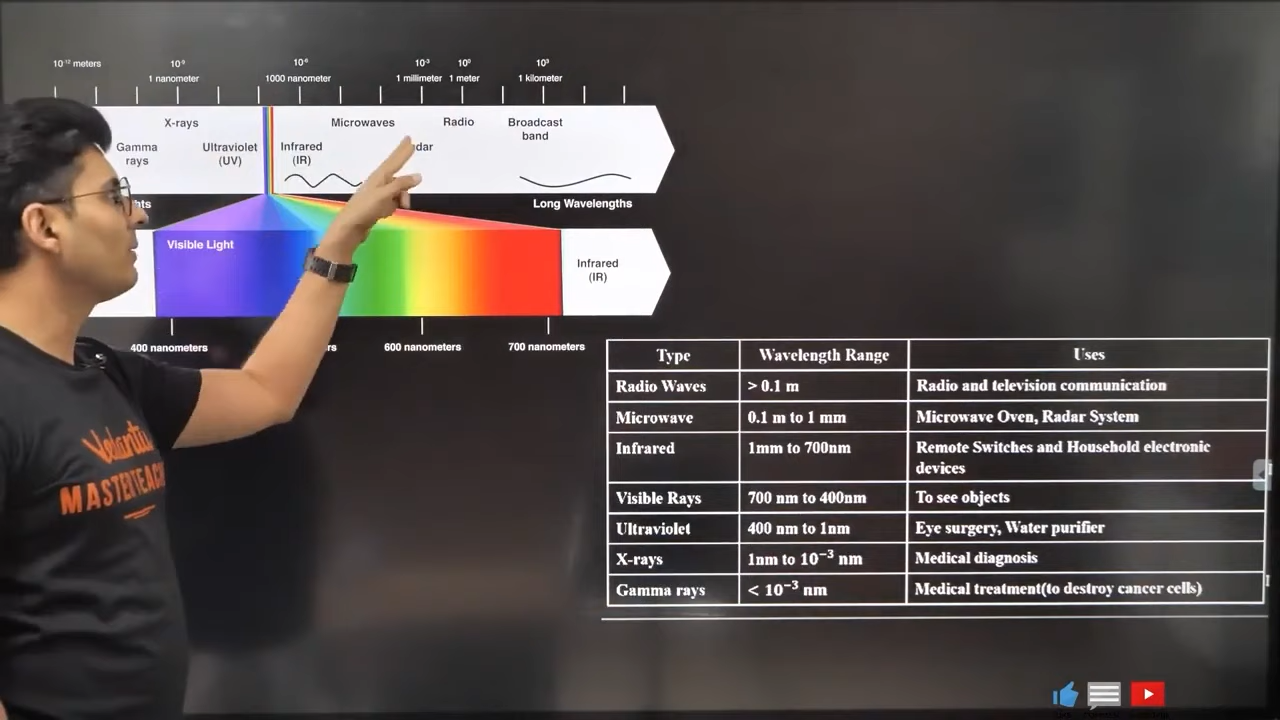 10⁻¹² meters 10⁻⁹ 10⁻⁶ 10⁻³ 10⁰ 10³
1 nanometer 1000 nanometer 1 millimeter 1 meter 1 kilometer
X-rays Microwaves Radio Broadcast
band
Gamma
rays
Ultraviolet
(UV)
Infrared
(IR)
Long Wavelengths
Visible Light
Infrared
(IR)
400 nanometers 600 nanometers 700 nanometers
Vedantu
MASTER TEACH
Type Wavelength Range Uses
Radio Waves > 0.1 m Radio and television communication
Microwave 0.1 m to 1 mm Microwave Oven, Radar System
Infrared 1mm to 700nm Remote Switches and Household electronic
devices
Visible Rays 700 nm to 400nm To see objects
Ultraviolet 400 nm to 1nm Eye surgery, Water purifier
X-rays 1nm to 10⁻³ nm Medical diagnosis
Gamma rays < 10⁻³ nm Medical treatment(to destroy cancer cells)